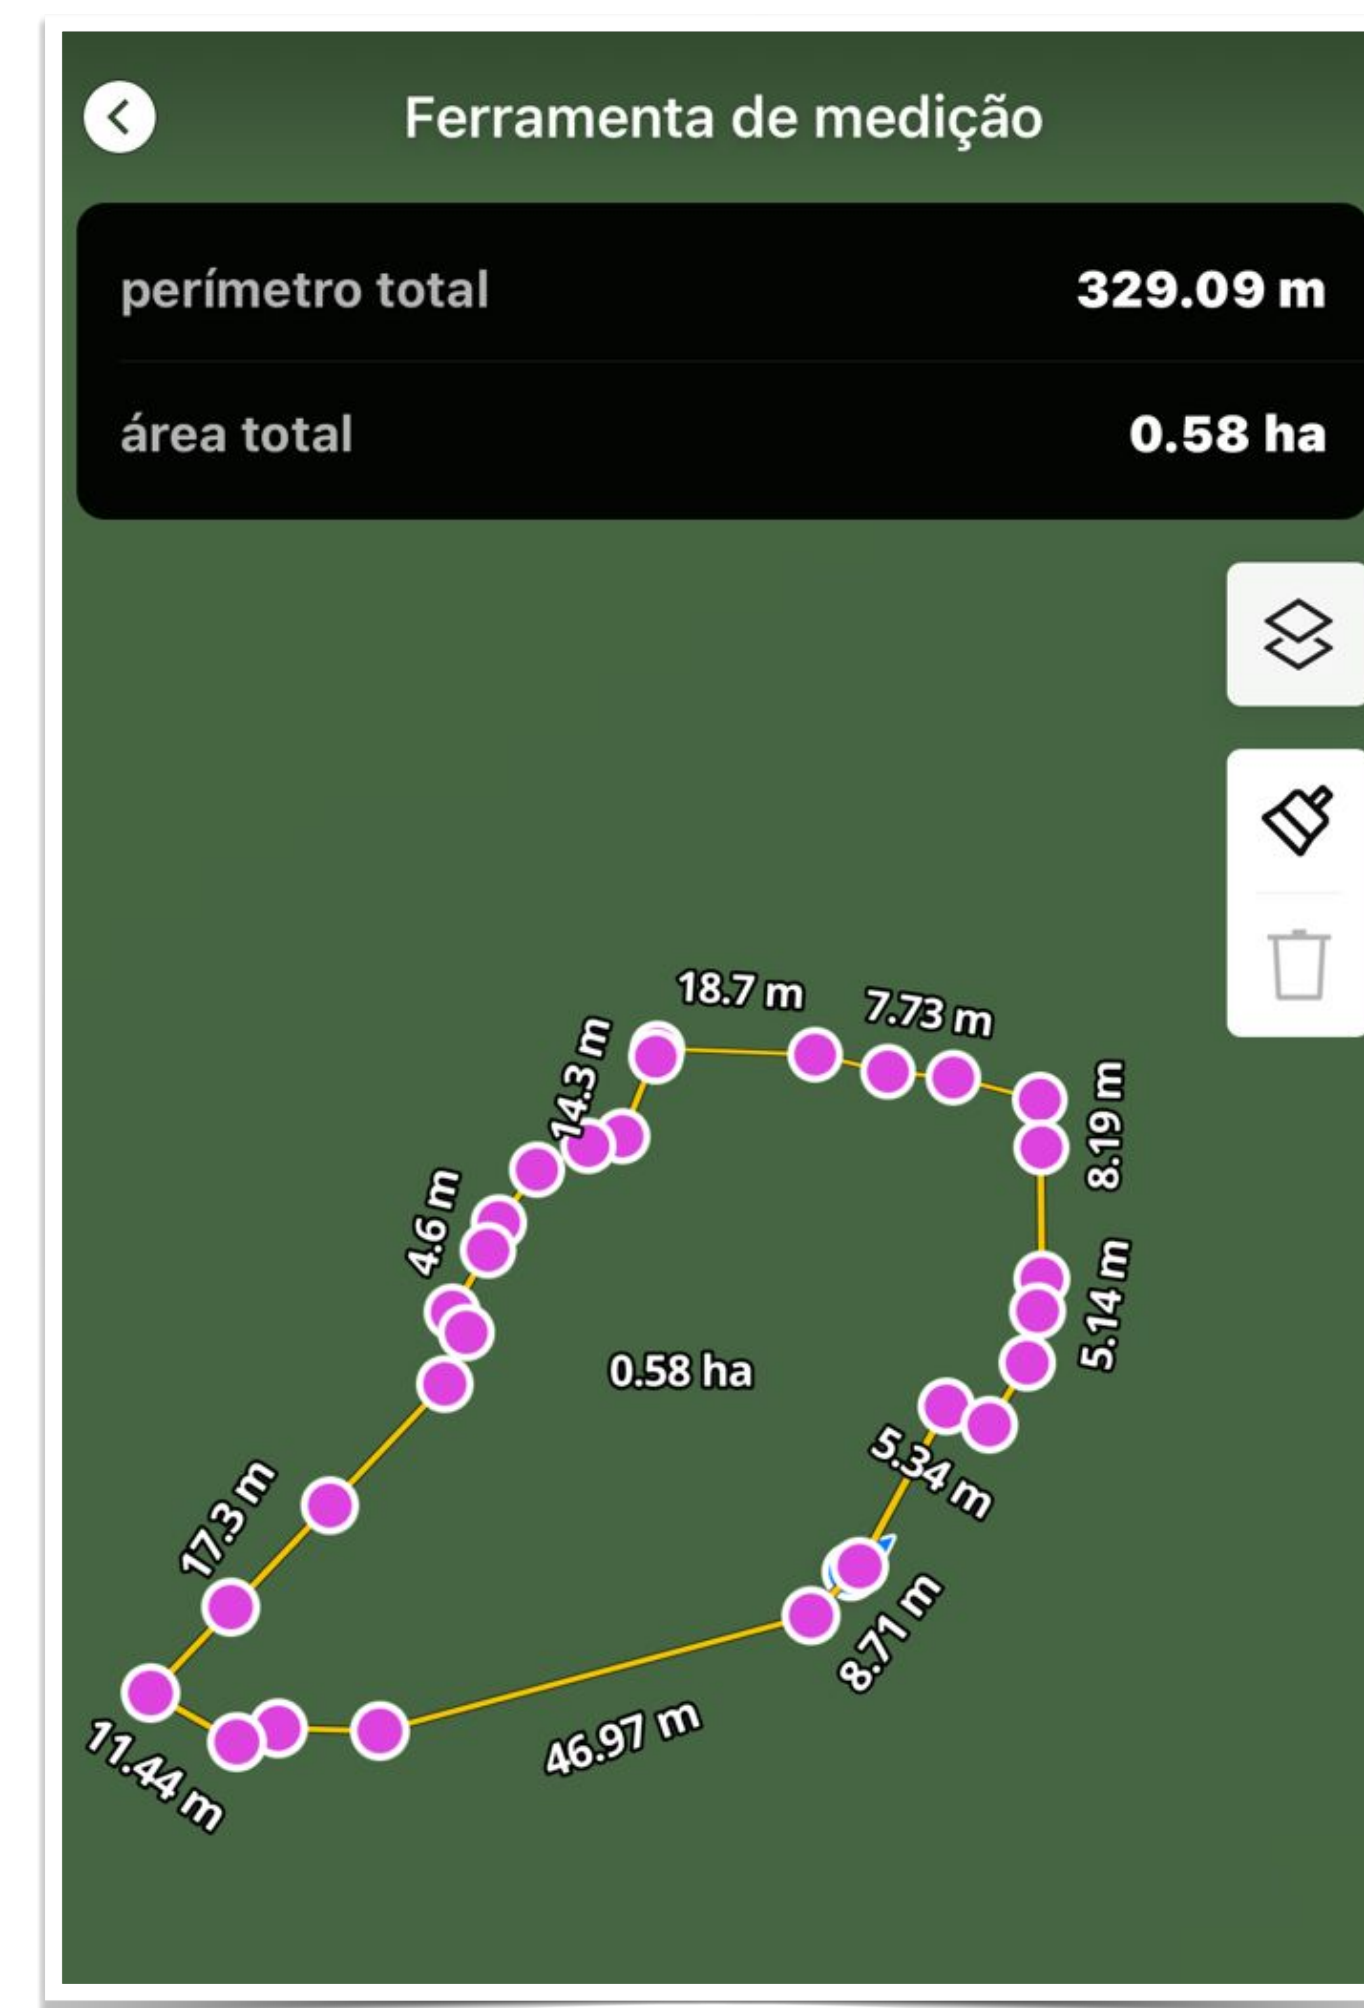 Ferramenta de medição
perímetro total 329.09 m
área total 0.58 ha
18.7 m
7.73 m
14.3 m
8.19 m
4.6 m
5.14 m
0.58 ha
5.34 m
17.3 m
8.71 m
46.97 m
11.44 m